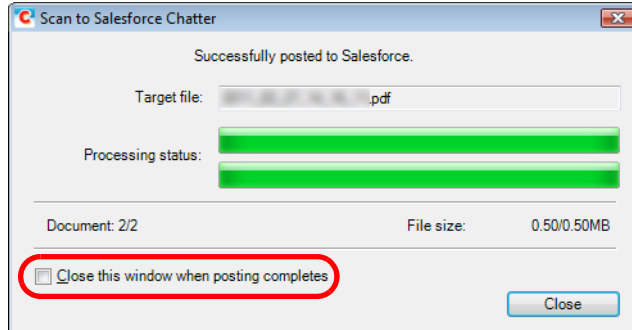 Scan to Salesforce Chatter
Successfully posted to Salesforce.
Target file: .pdf
Processing status:
Document: 2/2 File size: 0.50/0.50MB
Close this window when posting completes
Close